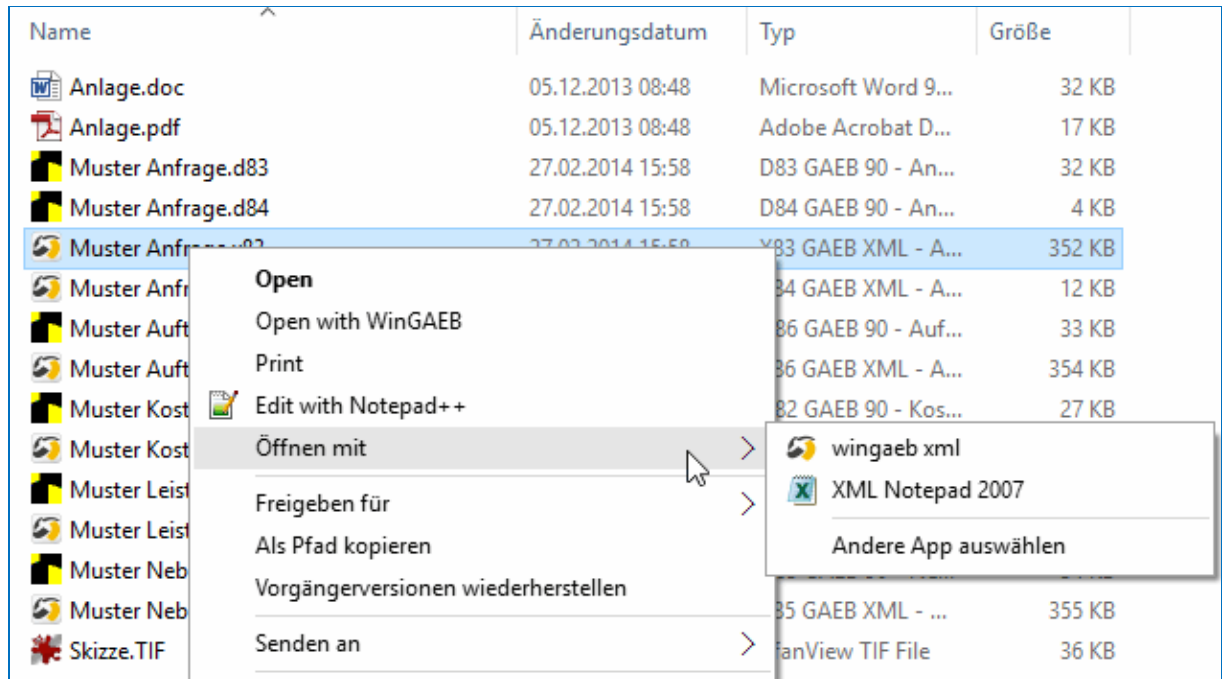 Name Änderungsdatum Typ Größe
Anlage.doc 05.12.2013 08:48 Microsoft Word 9... 32 KB
Anlage.pdf 05.12.2013 08:48 Adobe Acrobat D... 17 KB
Muster Anfrage.d83 27.02.2014 15:58 D83 GAEB 90 - An... 32 KB
Muster Anfrage.d84 27.02.2014 15:58 D84 GAEB 90 - An... 4 KB
Muster 27.02.2014 15:58 X83 GAEB XML - A... 352 KB
Muster Anfr GAEB XML - A... 12 KB
Muster Auft GAEB 90 - Auf... 33 KB
Muster Auft GAEB XML - A... 354 KB
Muster Kost GAEB 90 - Kos... 27 KB
Muster Kost
Muster Leist
Muster Leist
Muster Neb
Muster Neb GAEB XML - ... 355 KB
Skizze.TIF fanView TIF File 36 KB
Open
Open with WinGAEB
Print
Edit with Notepad++
Öffnen mit
Freigeben für
Als Pfad kopieren
Vorgängerversionen wiederherstellen
Senden an
wingaeb xml
XML Notepad 2007
Andere App auswählen